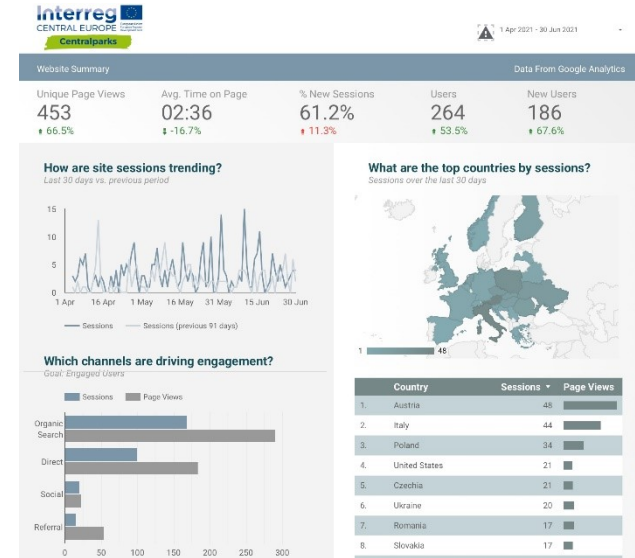 Interreg
CENTRAL EUROPE
Centralparks
1 Apr 2021 - 30 Jun 2021
Website Summary
Data From Google Analytics
Unique Page Views
Avg. Time on Page
% New Sessions
Users
New Users
453
02:36
61.2%
264
186
66.5%
-16.7%
11.3%
53.5%
67.6%
How are site sessions trending?
Last 30 days vs. previous period
15
10
5
0
1 Apr 16 Apr 1 May 16 May 31 May 15 Jun 30 Jun
Sessions
Sessions (previous 91 days)
What are the top countries by sessions?
Sessions over the last 30 days
1 48
Which channels are driving engagement?
Goal: Engaged Users
Sessions Page Views
Organic
Search
Direct
Social
Referral
0 50 100 150 200 250 300
Country Sessions Page Views
1. Austria 48
2. Italy 44
3. Poland 34
4. United States 21
5. Czechia 21
6. Ukraine 20
7. Romania 17
8. Slovakia 17